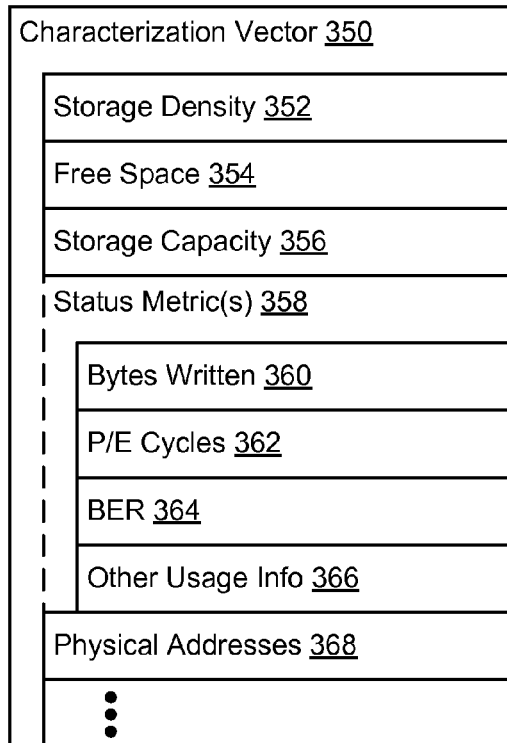 Characterization Vector 350
Storage Density 352
Free Space 354
Storage Capacity 356
Status Metric(s) 358
Bytes Written 360
P/E Cycles 362
BER 364
Other Usage Info 366
Physical Addresses 368